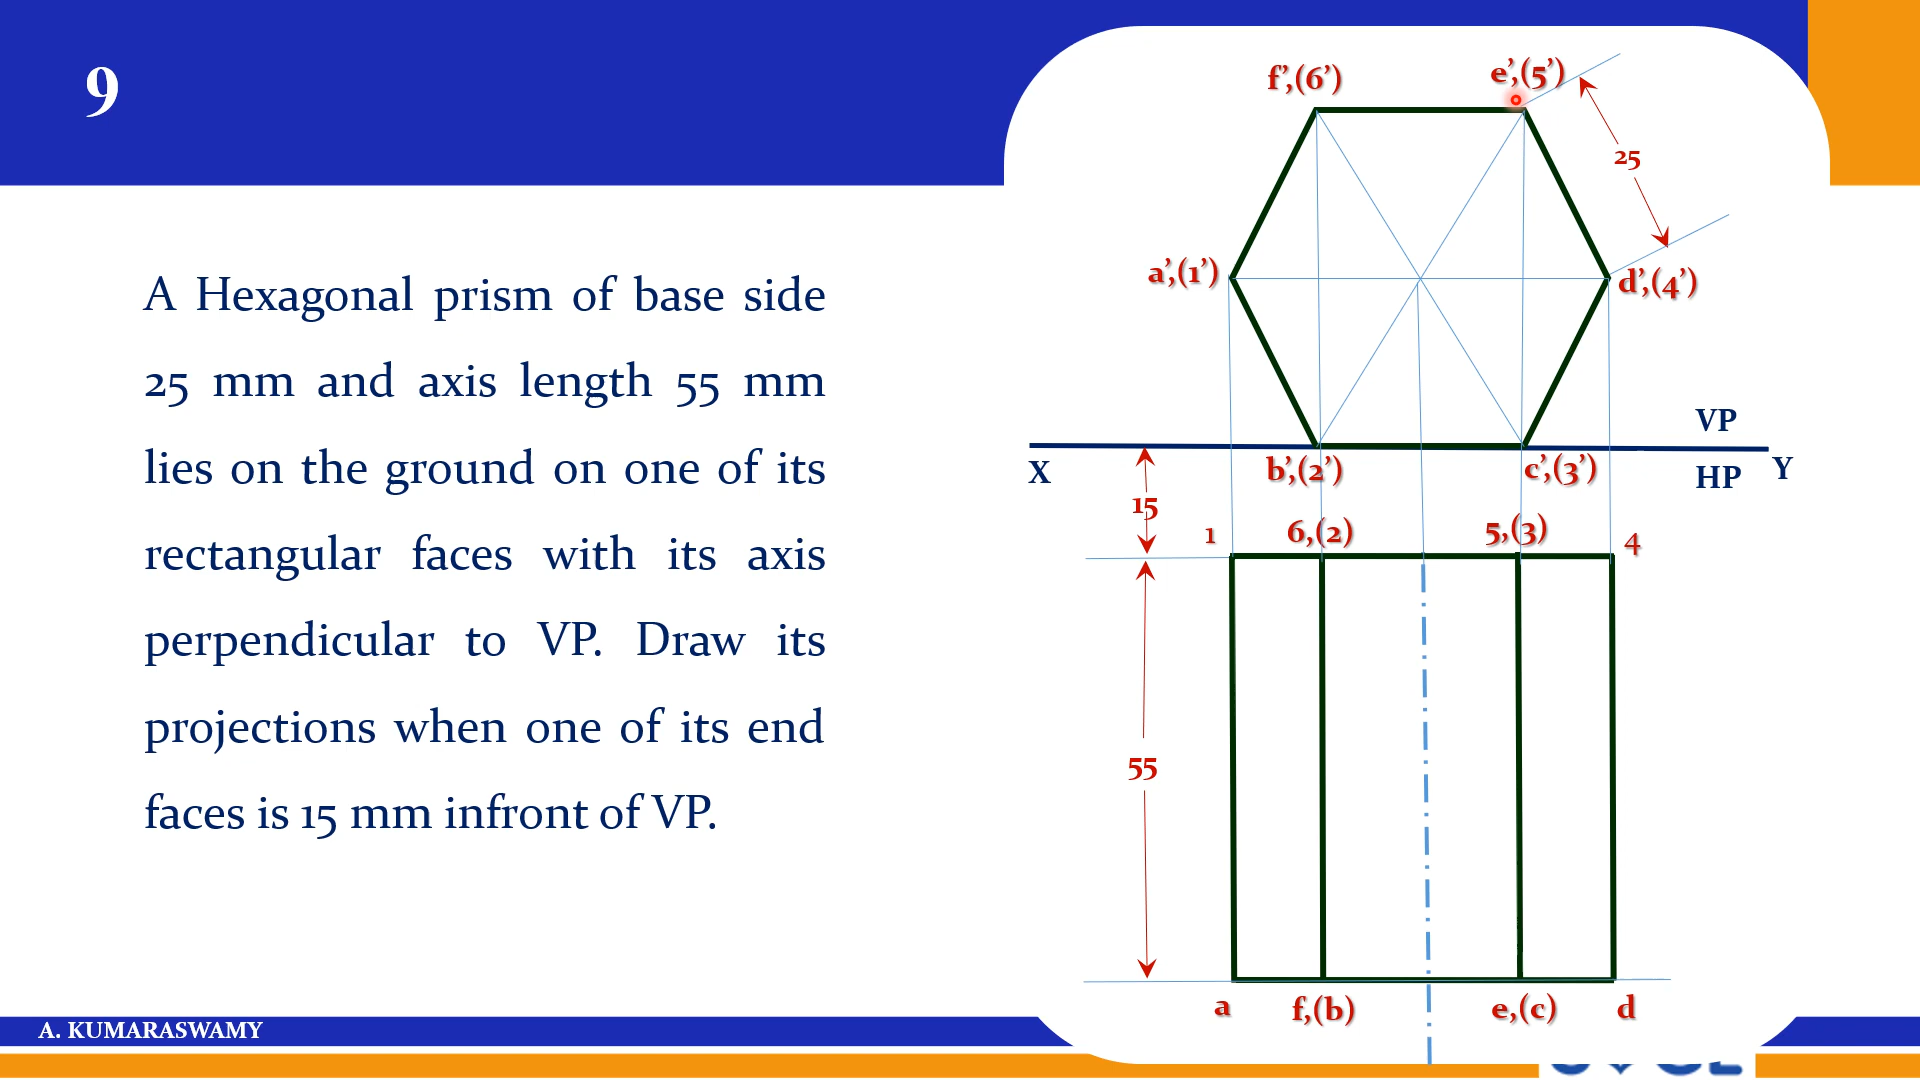 9
A Hexagonal prism of base side
25 mm and axis length 55 mm
lies on the ground on one of its
rectangular faces with its axis
perpendicular to VP. Draw its
projections when one of its end
faces is 15 mm infront of VP.
f’,(6’)
e’,(5’)
25
a’,(1’)
d’,(4’)
VP
X
b’,(2’)
c’,(3’)
HP
Y
15
1
6,(2)
5,(3)
4
55
a
f,(b)
e,(c)
d
A. KUMARASWAMY